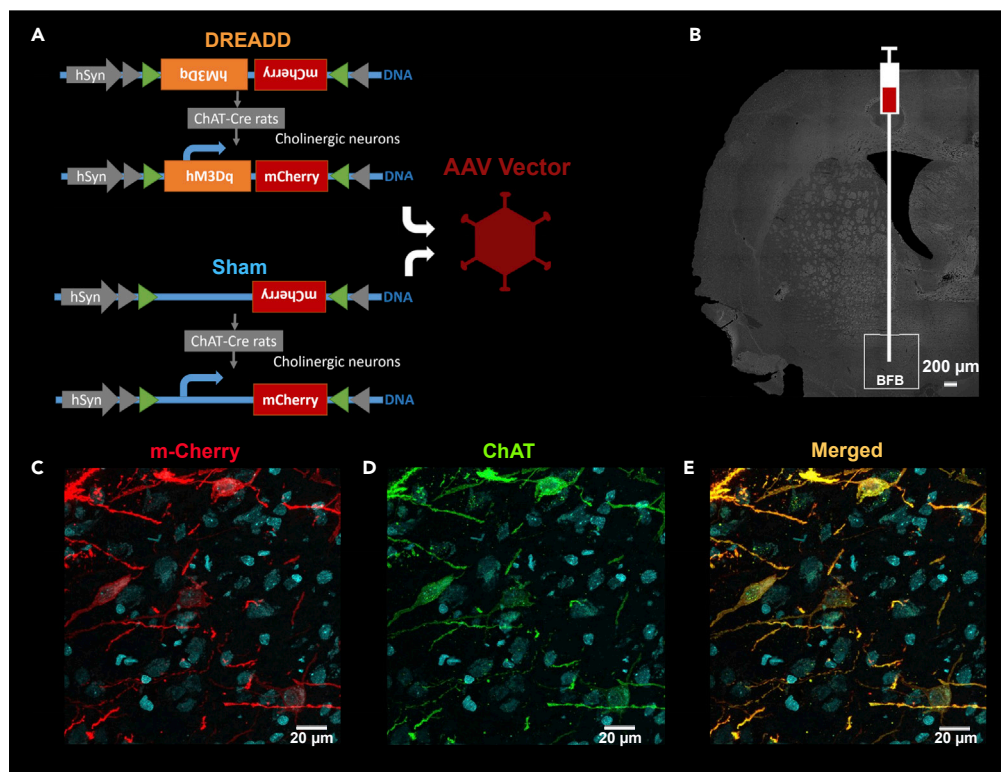 A
DREADD
hSyn hM3Dq mCherry DNA
ChAT-Cre rats
Cholinergic neurons
hSyn hM3Dq mCherry DNA
Sham
hSyn mCherry DNA
ChAT-Cre rats
Cholinergic neurons
hSyn mCherry DNA
AAV Vector
B
BFB
200 µm
C
m-Cherry
20 µm
D
ChAT
20 µm
E
Merged
20 µm